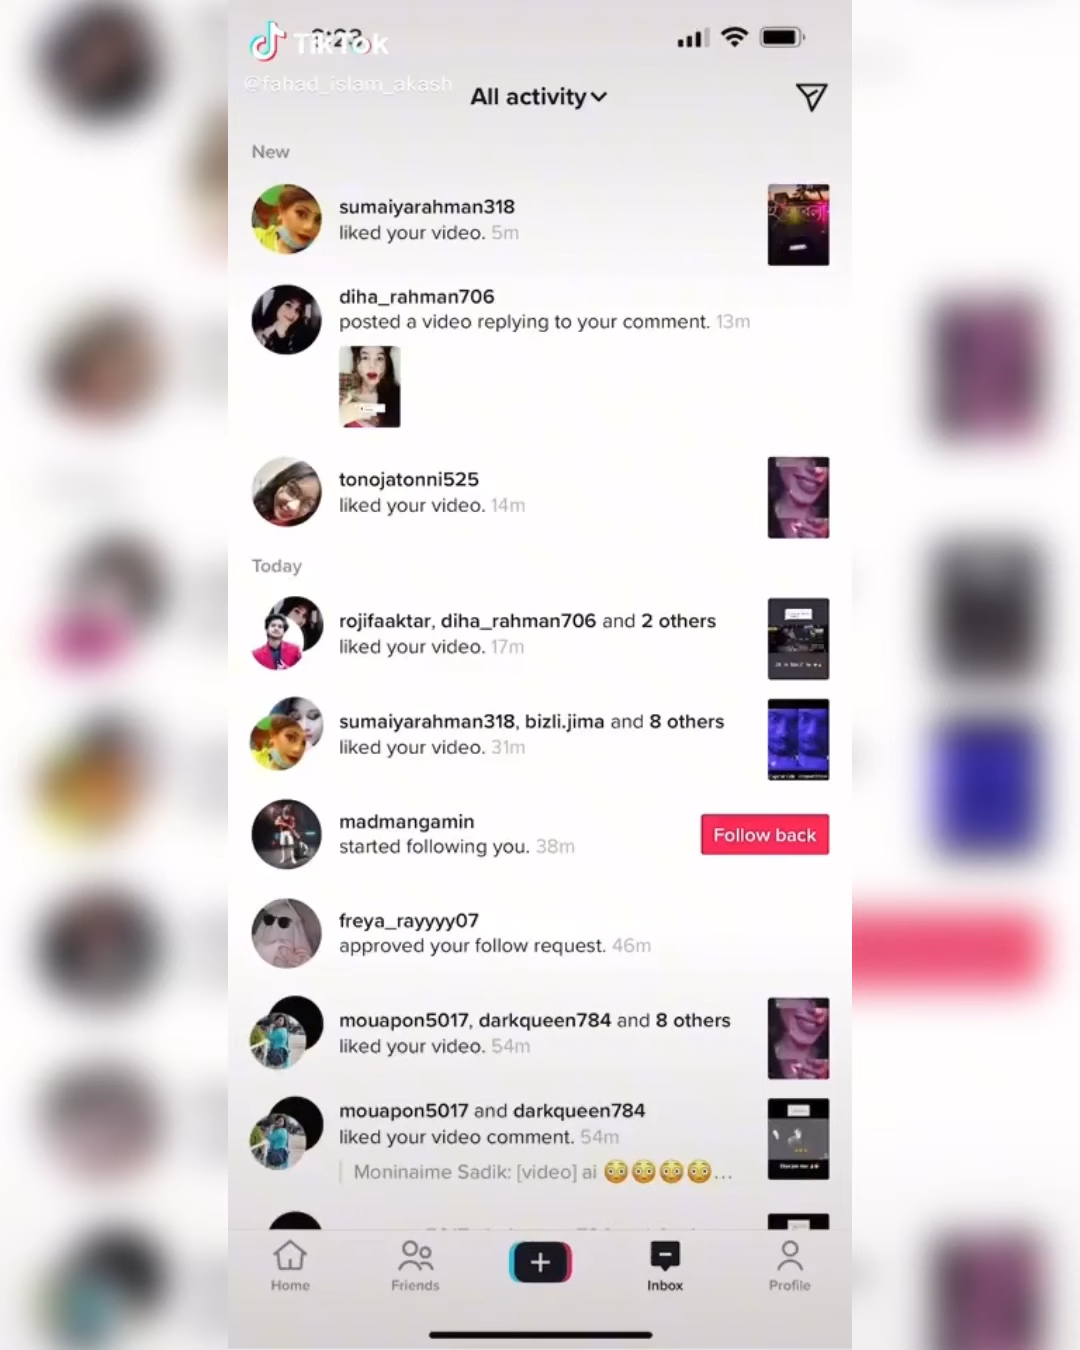 TikTok
@fahad_islam_akash
All activity
New
sumaiyarahman318
liked your video. 5m
diha_rahman706
posted a video replying to your comment. 13m
tonojatonni525
liked your video. 14m
Today
rojifaaktar, diha_rahman706 and 2 others
liked your video. 17m
sumaiyarahman318, bizli.jima and 8 others
liked your video. 31m
madmangamin
started following you. 38m
Follow back
freya_rayyyy07
approved your follow request. 46m
mouapon5017, darkqueen784 and 8 others
liked your video. 54m
mouapon5017 and darkqueen784
liked your video comment. 54m
Moninaime Sadik: [video] ai 😳😳😳😳...
Home
Friends
Inbox
Profile